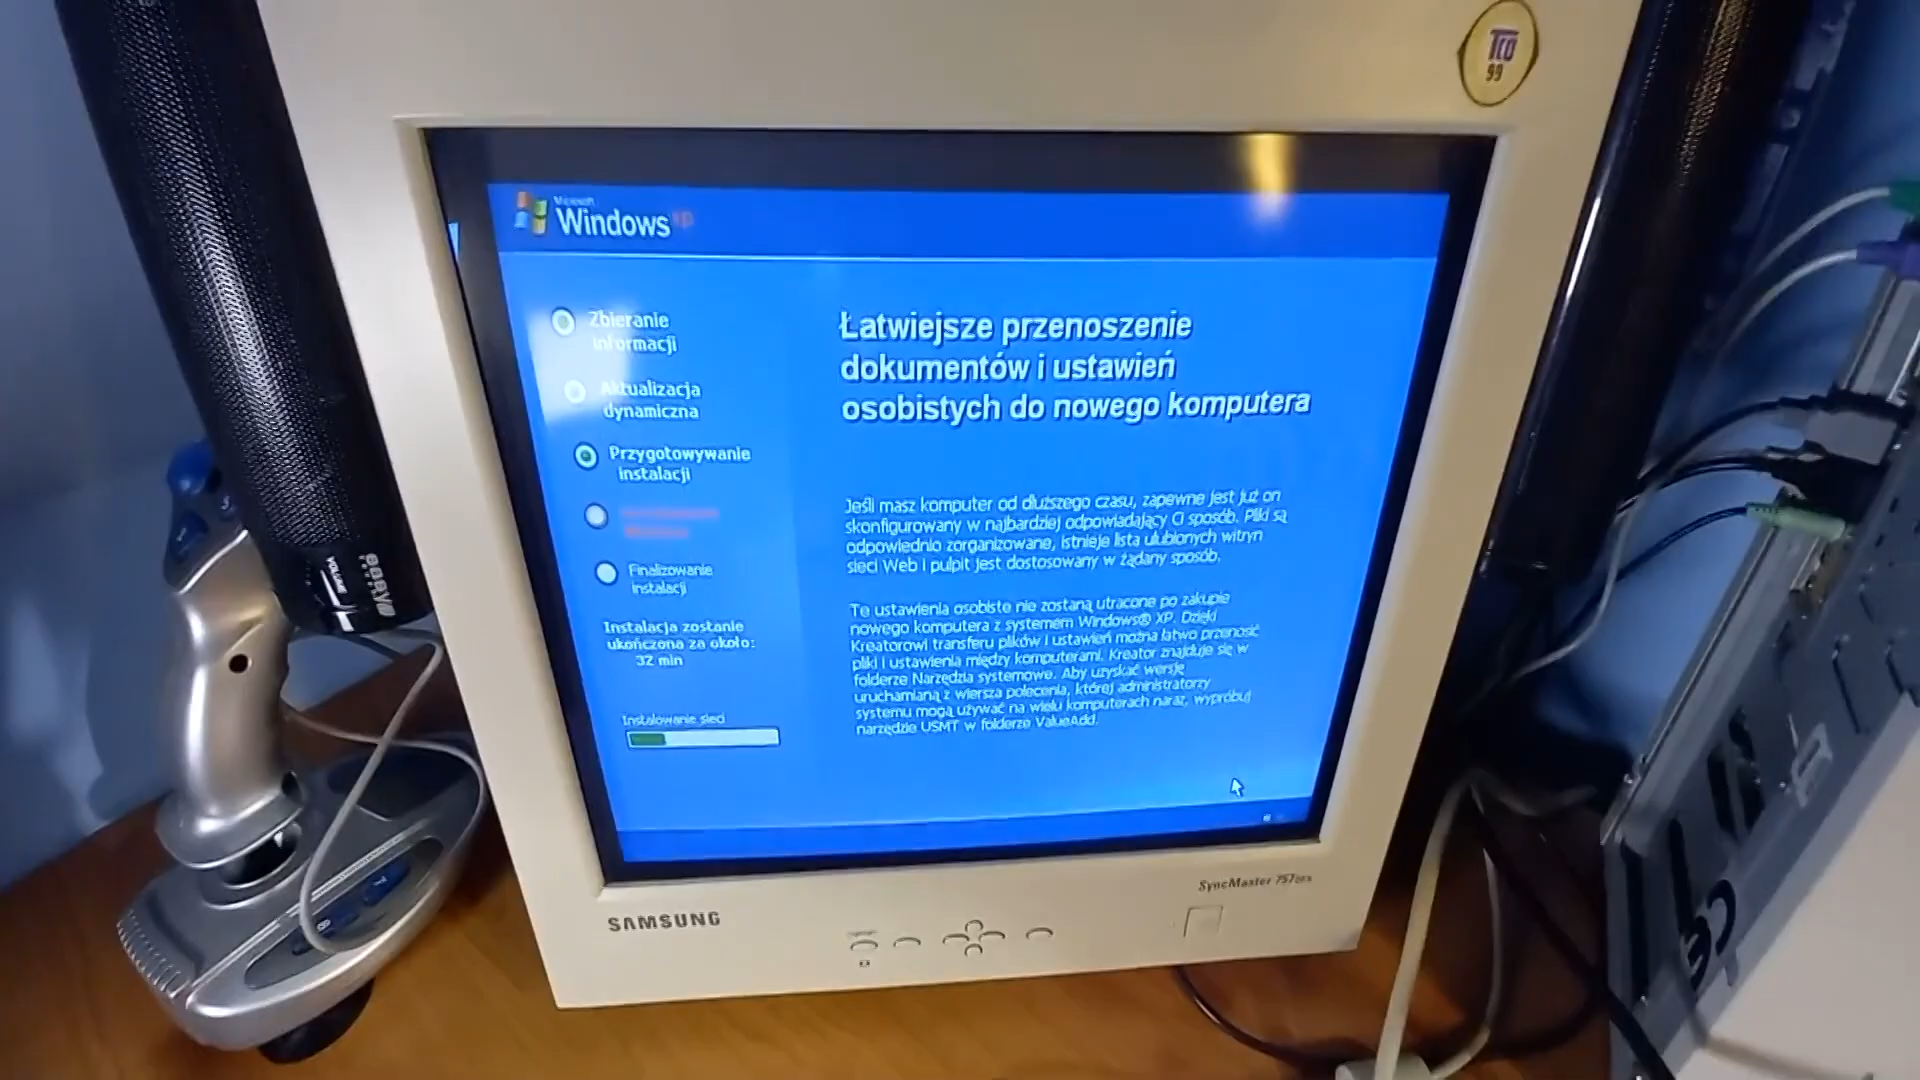 TCO
99
Microsoft
Windows xp
Zbieranie
informacji
Aktualizacja
dynamiczna
Przygotowywanie
instalacji
Finalizowanie
instalacji
Instalacja zostanie
ukończona za około:
32 min
Instalowanie sieci
Łatwiejsze przenoszenie
dokumentów i ustawień
osobistych do nowego komputera
Jeśli masz komputer od dłuższego czasu, zapewne jest już on
skonfigurowany w najbardziej odpowiadający Ci sposób. Pliki są
odpowiednio zorganizowane, istnieje lista ulubionych witryn
sieci Web i pulpit jest dostosowany w żądany sposób.
Te ustawienia osobiste nie zostaną utracone po zakupie
nowego komputera z systemem Windows® XP. Dzięki
Kreatorowi transferu plików i ustawień można łatwo przenosić
pliki i ustawienia między komputerami. Kreator znajduje się w
folderze Narzędzia systemowe. Aby uzyskać wersję
uruchamianą z wiersza polecenia, której administratorzy
systemu mogą używać na wielu komputerach naraz, wypróbuj
narzędzie USMT w folderze ValueAdd.
SAMSUNG
SyncMaster 757
VOLUME
CE